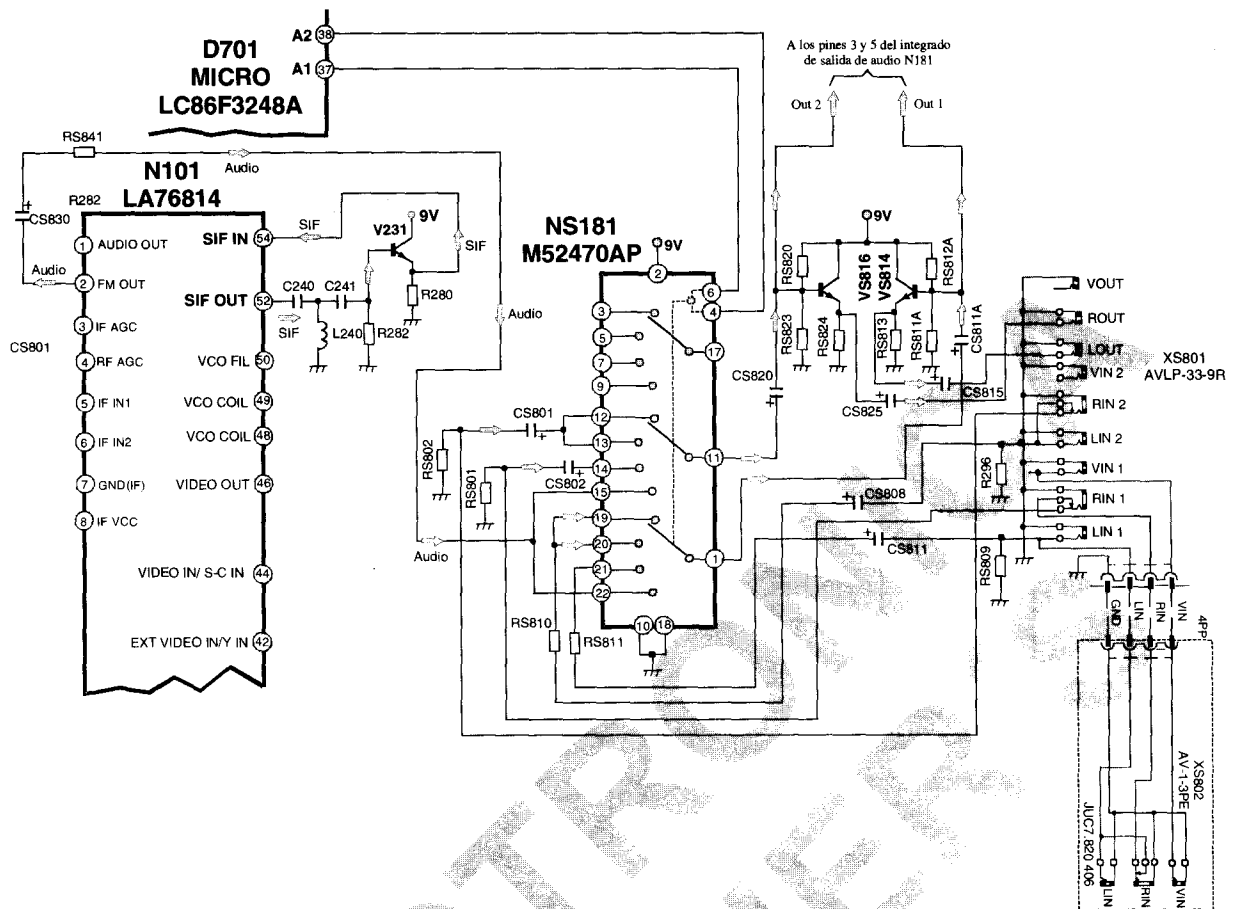 A2 38
A1 37
D701
MICRO
LC86F3248A
A los pines 3 y 5 del integrado
de salida de audio N181
Out 2
Out 1
RS841
Audio
N101
LA76814
R282
CS830
Audio
1 AUDIO OUT
2 FM OUT
3 IF AGC
CS801
4 RF AGC
5 IF IN1
6 IF IN2
7 GND(IF)
8 IF VCC
SIF IN 54
SIF OUT 52
VCO FIL 50
VCO COIL 49
VCO COIL 48
VIDEO OUT 46
VIDEO IN/ S-C IN 44
EXT VIDEO IN/Y IN 42
SIF
V231
9V
SIF
C240
C241
SIF
L240
R282
R280
Audio
Audio
NS181
M52470AP
9V
2
3
5
7
9
12
13
14
15
19
20
21
22
6
4
17
11
1
10
18
RS802
RS801
CS801
CS802
RS810
RS811
CS820
9V
RS820
VS816
VS814
RS812A
RS823
RS824
RS813
RS811A
CS811A
CS825
CS815
CS808
CS811
R296
RS809
VOUT
ROUT
LOUT
VIN 2
RIN 2
LIN 2
VIN 1
RIN 1
LIN 1
XS801
AVLP-33-9R
GND
LIN
RIN
VIN
4PP
XS802
AV-1-3PE
JUC7.820 406
LIN
RIN
VIN
TRON
ER